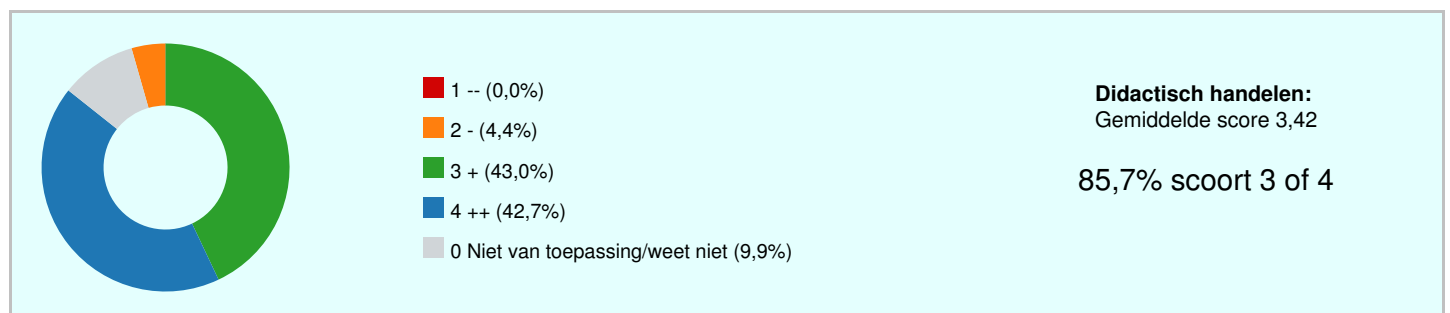 1 -- (0,0%)
2 - (4,4%)
3 + (43,0%)
4 ++ (42,7%)
0 Niet van toepassing/weet niet (9,9%)
Didactisch handelen:
Gemiddelde score 3,42
85,7% scoort 3 of 4